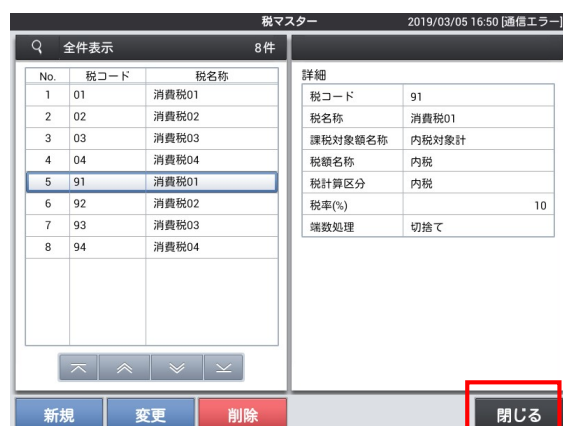 税マスター 2019/03/05 16:50 [通信エラー]
全件表示 8件
No. 税コード 税名称
1 01 消費税01
2 02 消費税02
3 03 消費税03
4 04 消費税04
5 91 消費税01
6 92 消費税02
7 93 消費税03
8 94 消費税04
詳細
税コード 91
税名称 消費税01
課税対象額名称 内税対象計
税額名称 内税
税計算区分 内税
税率(%) 10
端数処理 切捨て
新規 変更 削除 閉じる